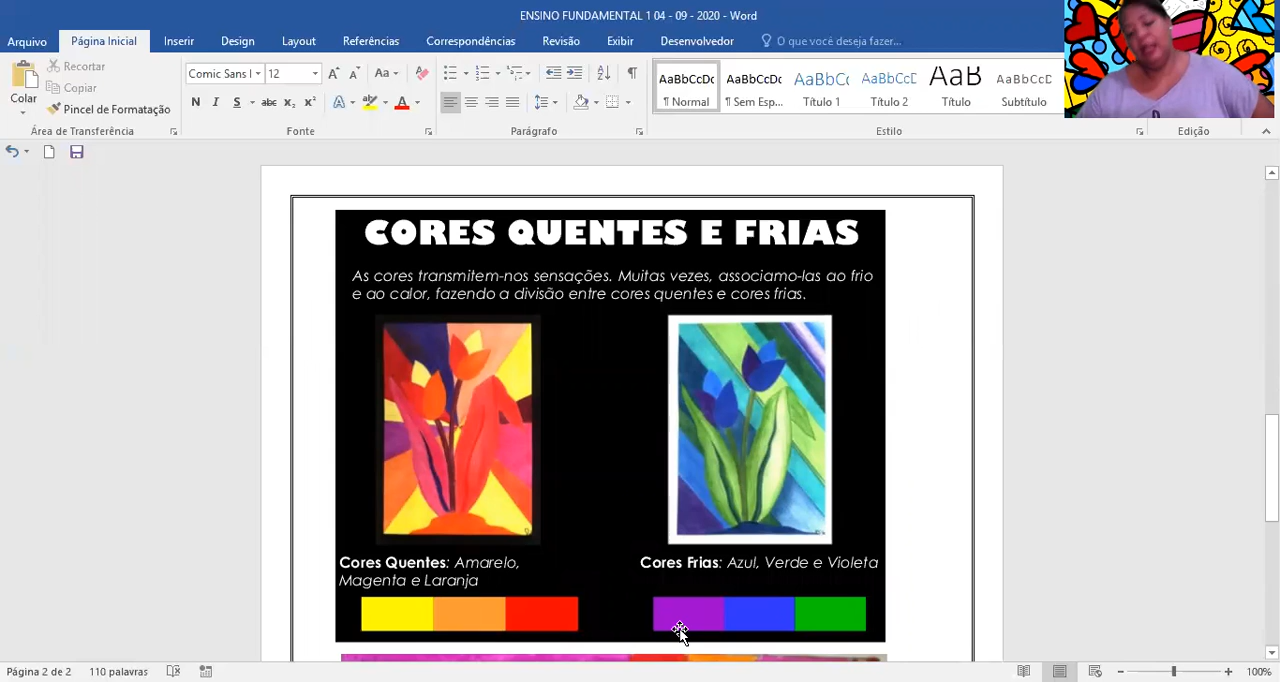 ENSINO FUNDAMENTAL 1 04 - 09 - 2020 - Word
Arquivo Página Inicial Inserir Design Layout Referências Correspondências Revisão Exibir Desenvolvedor O que você deseja fazer...
Colar
Recortar
Copiar
Pincel de Formatação
Área de Transferência
Comic Sans 12
N I S abc x₂ x²
Fonte
Parágrafo
AaBbCcDc AaBbCcDc AaBbCc AaBbCcD AaB AaBbCcD
¶ Normal ¶ Sem Esp... Título 1 Título 2 Título Subtítulo
Estilo
Edição
CORES QUENTES E FRIAS
As cores transmitem-nos sensações. Muitas vezes, associamo-las ao frio
e ao calor, fazendo a divisão entre cores quentes e cores frias.
Cores Quentes: Amarelo,
Magenta e Laranja
Cores Frias: Azul, Verde e Violeta
Página 2 de 2 110 palavras 100%